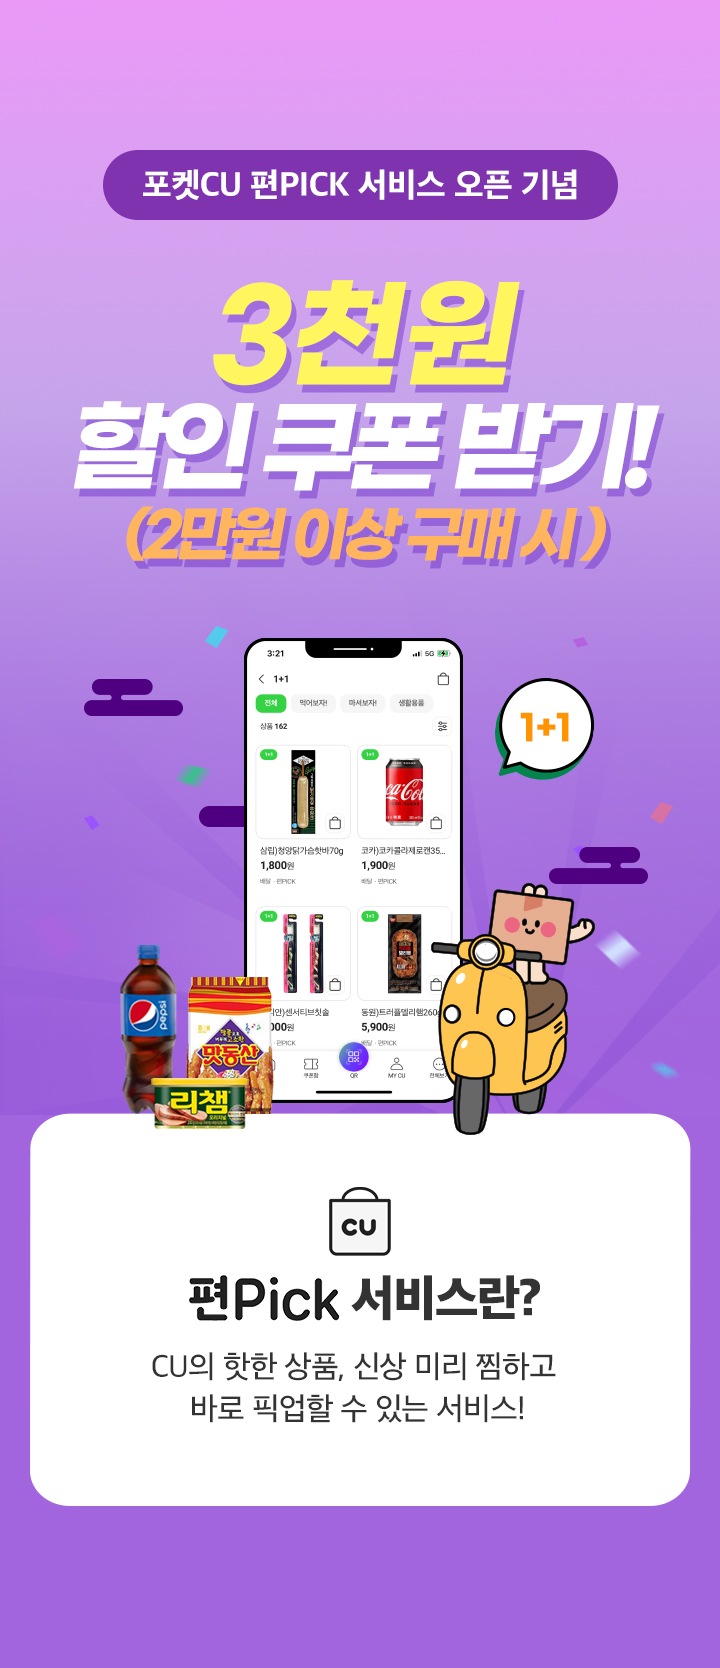 포켓CU 편PICK 서비스 오픈 기념
3천원
할인 쿠폰 받기!
(2만원 이상 구매 시)
3:21
5G
1+1
전체
먹어보자!
마셔보자!
생활용품
상품 162
1+1
1+1
삼립)청양닭가슴핫바70g
코카)코카콜라제로캔35...
1,800원
1,900원
배달 · 편PICK
배달 · 편PICK
1+1
1+1
안)센서티브칫솔
동원)트러플델리햄260
000원
5,900원
편PICK
배달 · 편PICK
쿠폰함
QR
MY CU
전체보기
1+1
Coca-Cola
pepsi
맛동산
리챔
오리지널
CU
편Pick 서비스란?
CU의 핫한 상품, 신상 미리 찜하고
바로 픽업할 수 있는 서비스!